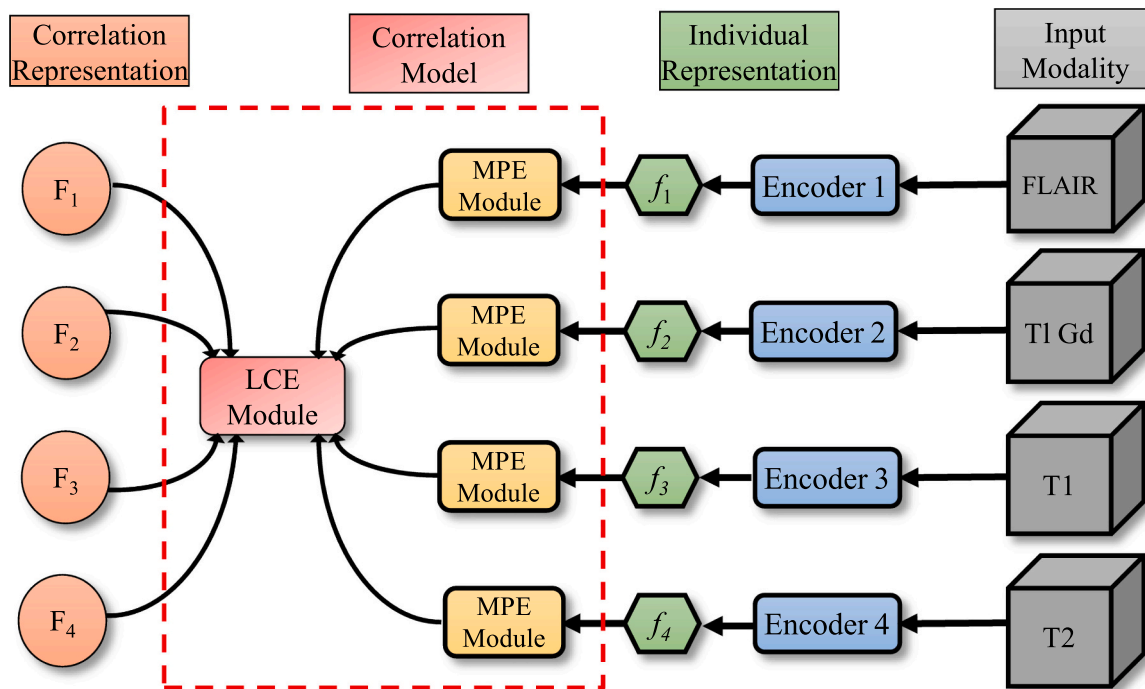 Correlation
Representation
Correlation
Model
Individual
Representation
Input
Modality
F1
MPE
Module
f1
Encoder 1
FLAIR
F2
MPE
Module
f2
Encoder 2
Tl Gd
LCE
Module
F3
MPE
Module
f3
Encoder 3
T1
F4
MPE
Module
f4
Encoder 4
T2